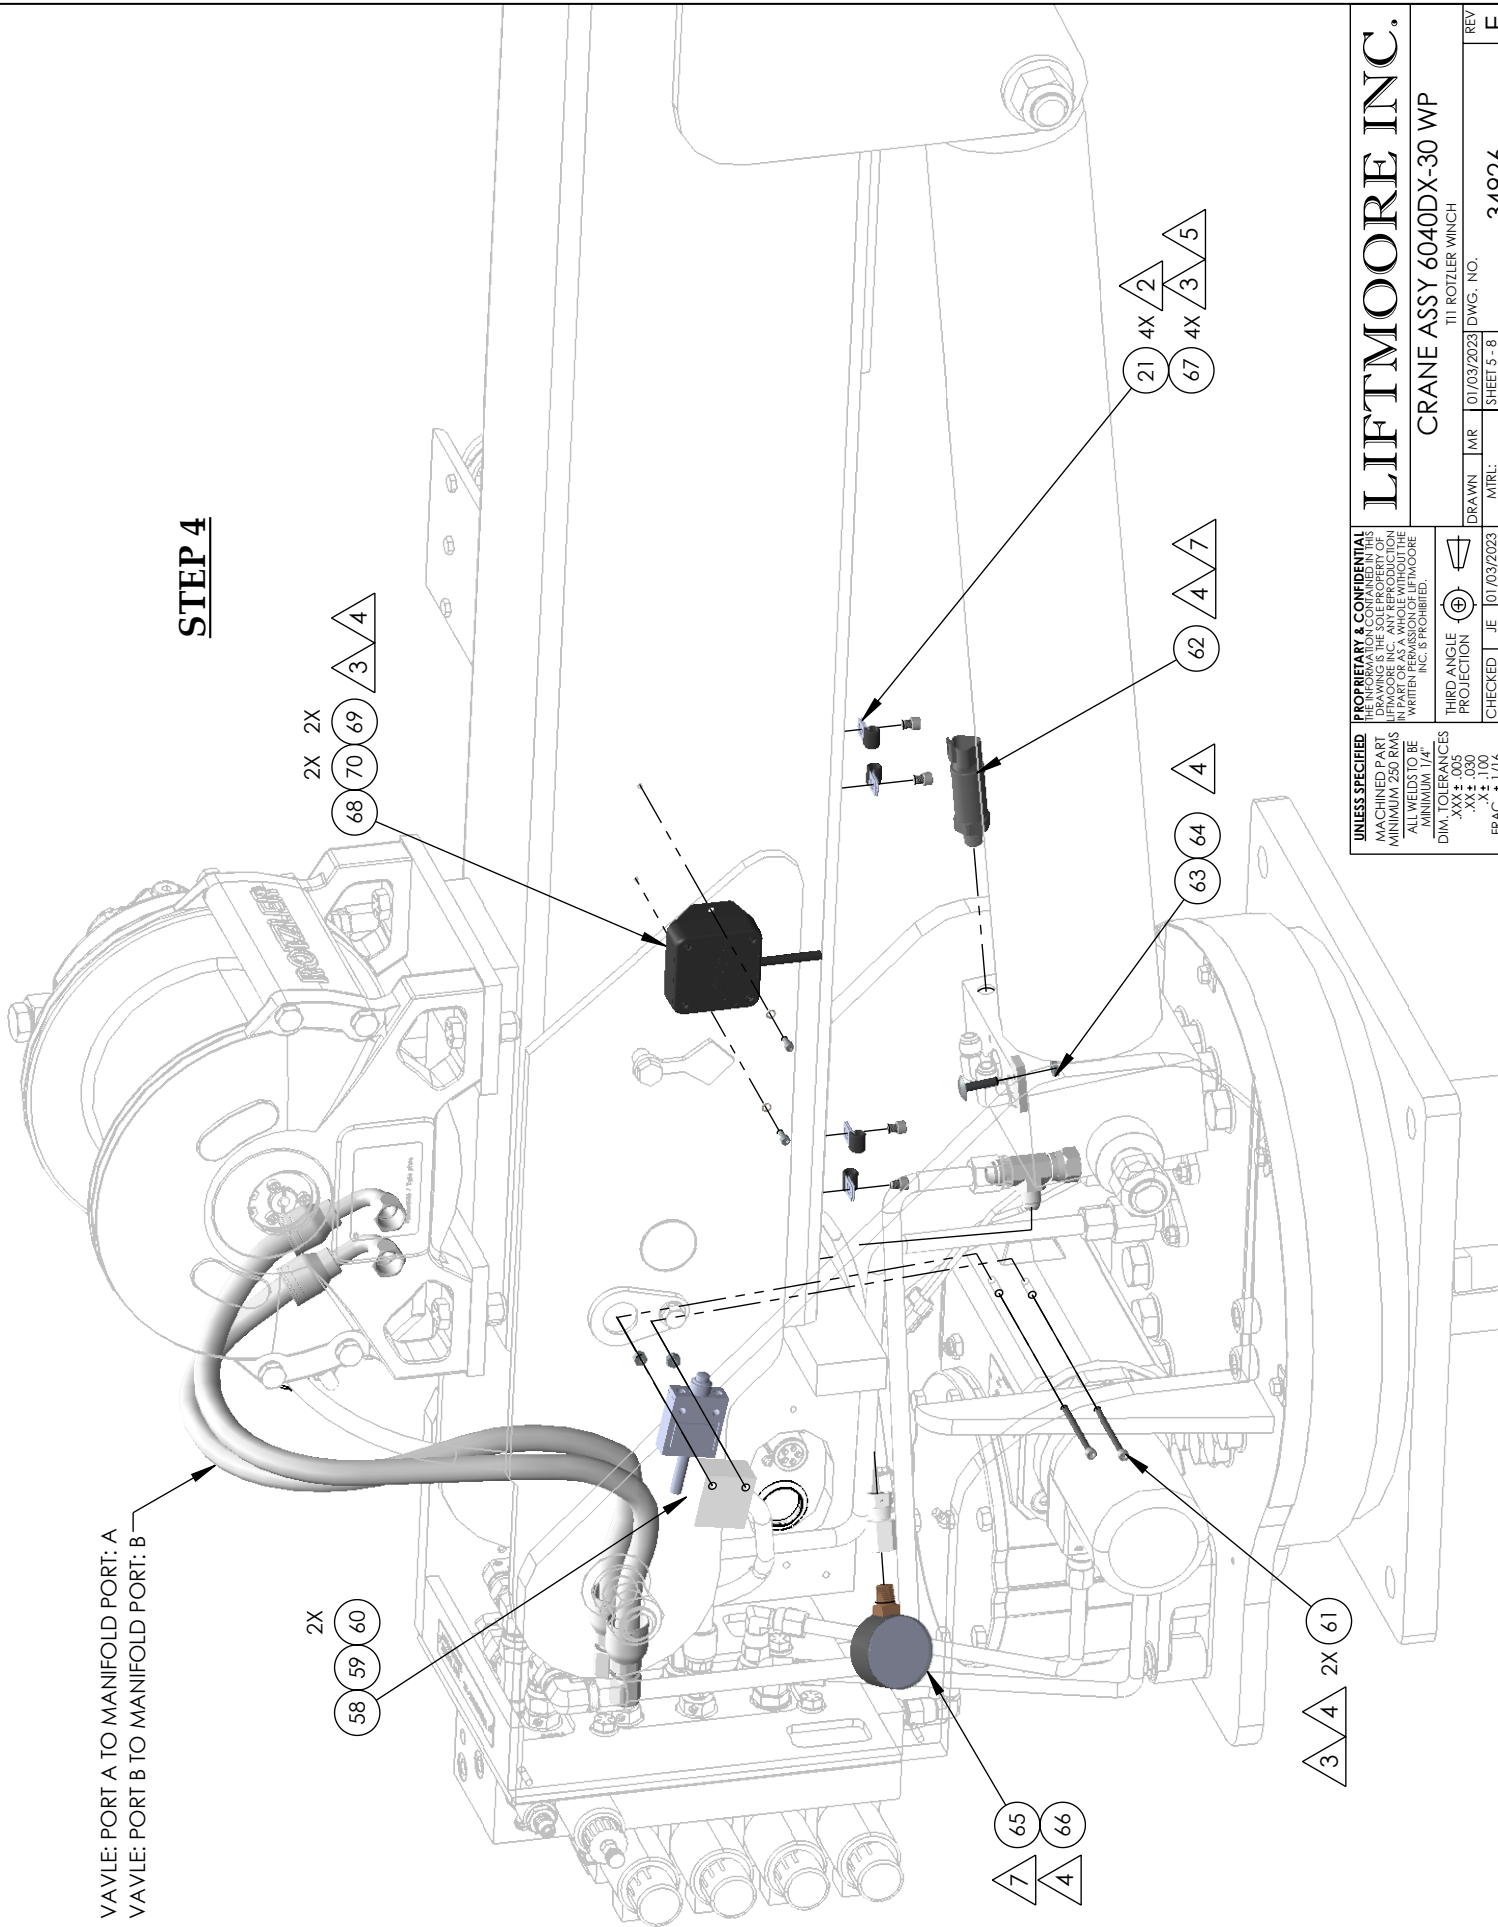 STEP 4
VAVLE: PORT A TO MANIFOLD PORT: A
VAVLE: PORT B TO MANIFOLD PORT: B
2X
58 59 60
2X 2X
68 70 69 3 4
ROTZLER
7 65
4 66
3 4 2X 61
63 64 4
62 4 7
21 4X 2
67 4X 3 5
UNLESS SPECIFIED
MACHINED PART
MINIMUM 250 RMS
ALL WELDS TO BE
MINIMUM 1/4"
DIM. TOLERANCES
.XXX ± .005
.XX ± .030
.X ± .100
FRAC. ± 1/16
PROPRIETARY & CONFIDENTIAL
THE INFORMATION CONTAINED IN THIS
DRAWING IS THE SOLE PROPERTY OF
LIFTMOORE INC. ANY REPRODUCTION
IN PART OR AS A WHOLE WITHOUT THE
WRITTEN PERMISSION OF LIFTMOORE
INC. IS PROHIBITED.
THIRD ANGLE
PROJECTION
CHECKED JE 01/03/2023
LIFTMOORE INC.
CRANE ASSY 6040DX-30 WP
TI1 ROTZLER WINCH
DRAWN MR 01/03/2023 DWG. NO.
REV
MTRL: SHEET 5 - 8
34926